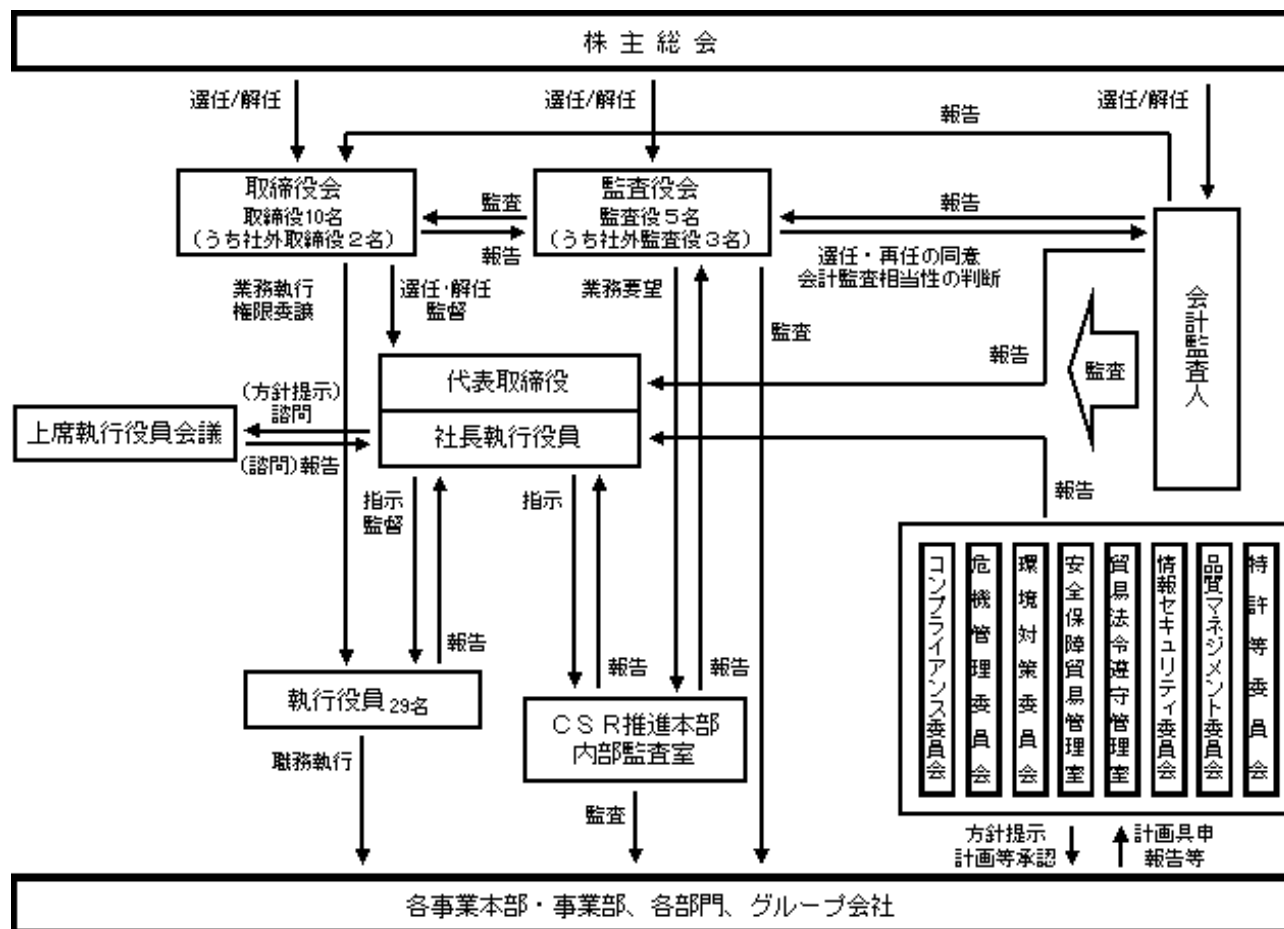 株主総会
選任/解任
選任/解任
選任/解任
報告
取締役会
取締役10名
(うち社外取締役2名)
監査
報告
監査役会
監査役5名
(うち社外監査役3名)
報告
選任・再任の同意
会計監査相当性の判断
会計監査人
業務執行
権限委譲
選任・解任
監督
業務要望
監査
報告
監査
代表取締役
社長執行役員
(方針提示)
諮問
上席執行役員会議
(諮問)報告
指示
監督
指示
報告
報告
報告
報告
執行役員29名
CSR推進本部
内部監査室
職務執行
監査
コンプライアンス委員会
危機管理委員会
環境対策委員会
安全保障貿易管理室
貿易法令遵守管理室
情報セキュリティ委員会
品質マネジメント委員会
特許等委員会
方針提示
計画等承認
計画具申
報告等
各事業本部・事業部、各部門、グループ会社